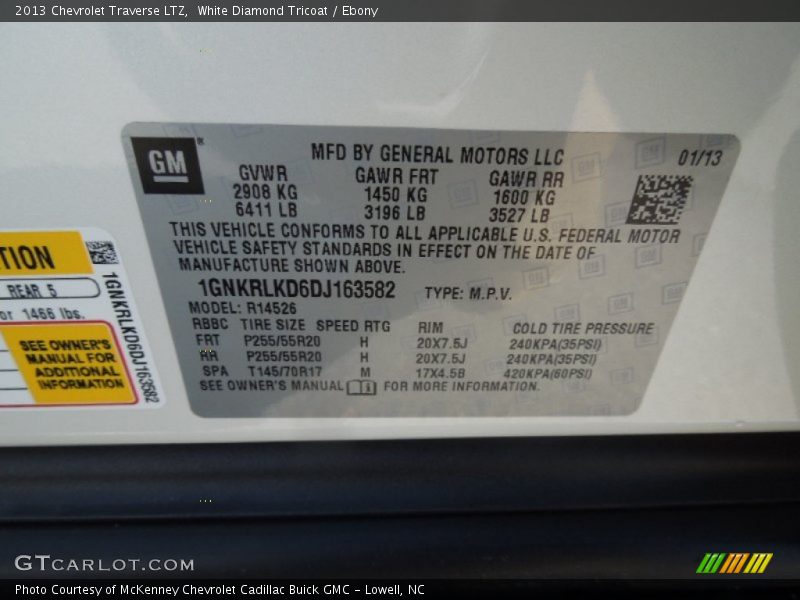 2013 Chevrolet Traverse LTZ, White Diamond Tricoat / Ebony
GM
MFD BY GENERAL MOTORS LLC 01/13
GVWR GAWR FRT GAWR RR
2908 KG 1450 KG 1600 KG
6411 LB 3196 LB 3527 LB
THIS VEHICLE CONFORMS TO ALL APPLICABLE U.S. FEDERAL MOTOR
VEHICLE SAFETY STANDARDS IN EFFECT ON THE DATE OF
MANUFACTURE SHOWN ABOVE.
1GNKRLKD6DJ163582 TYPE: M.P.V.
MODEL: R14526
RBBC TIRE SIZE SPEED RTG RIM COLD TIRE PRESSURE
FRT P255/55R20 H 20X7.5J 240KPA(35PSI)
RR P255/55R20 H 20X7.5J 240KPA(35PSI)
SPA T145/70R17 M 17X4.5B 420KPA(60PSI)
SEE OWNER'S MANUAL FOR MORE INFORMATION.
TION
REAR 5
or 1466 lbs.
SEE OWNER'S
MANUAL FOR
ADDITIONAL
INFORMATION
1GNKRLKD6DJ163582
GTCARLOT.COM
Photo Courtesy of McKenney Chevrolet Cadillac Buick GMC - Lowell, NC